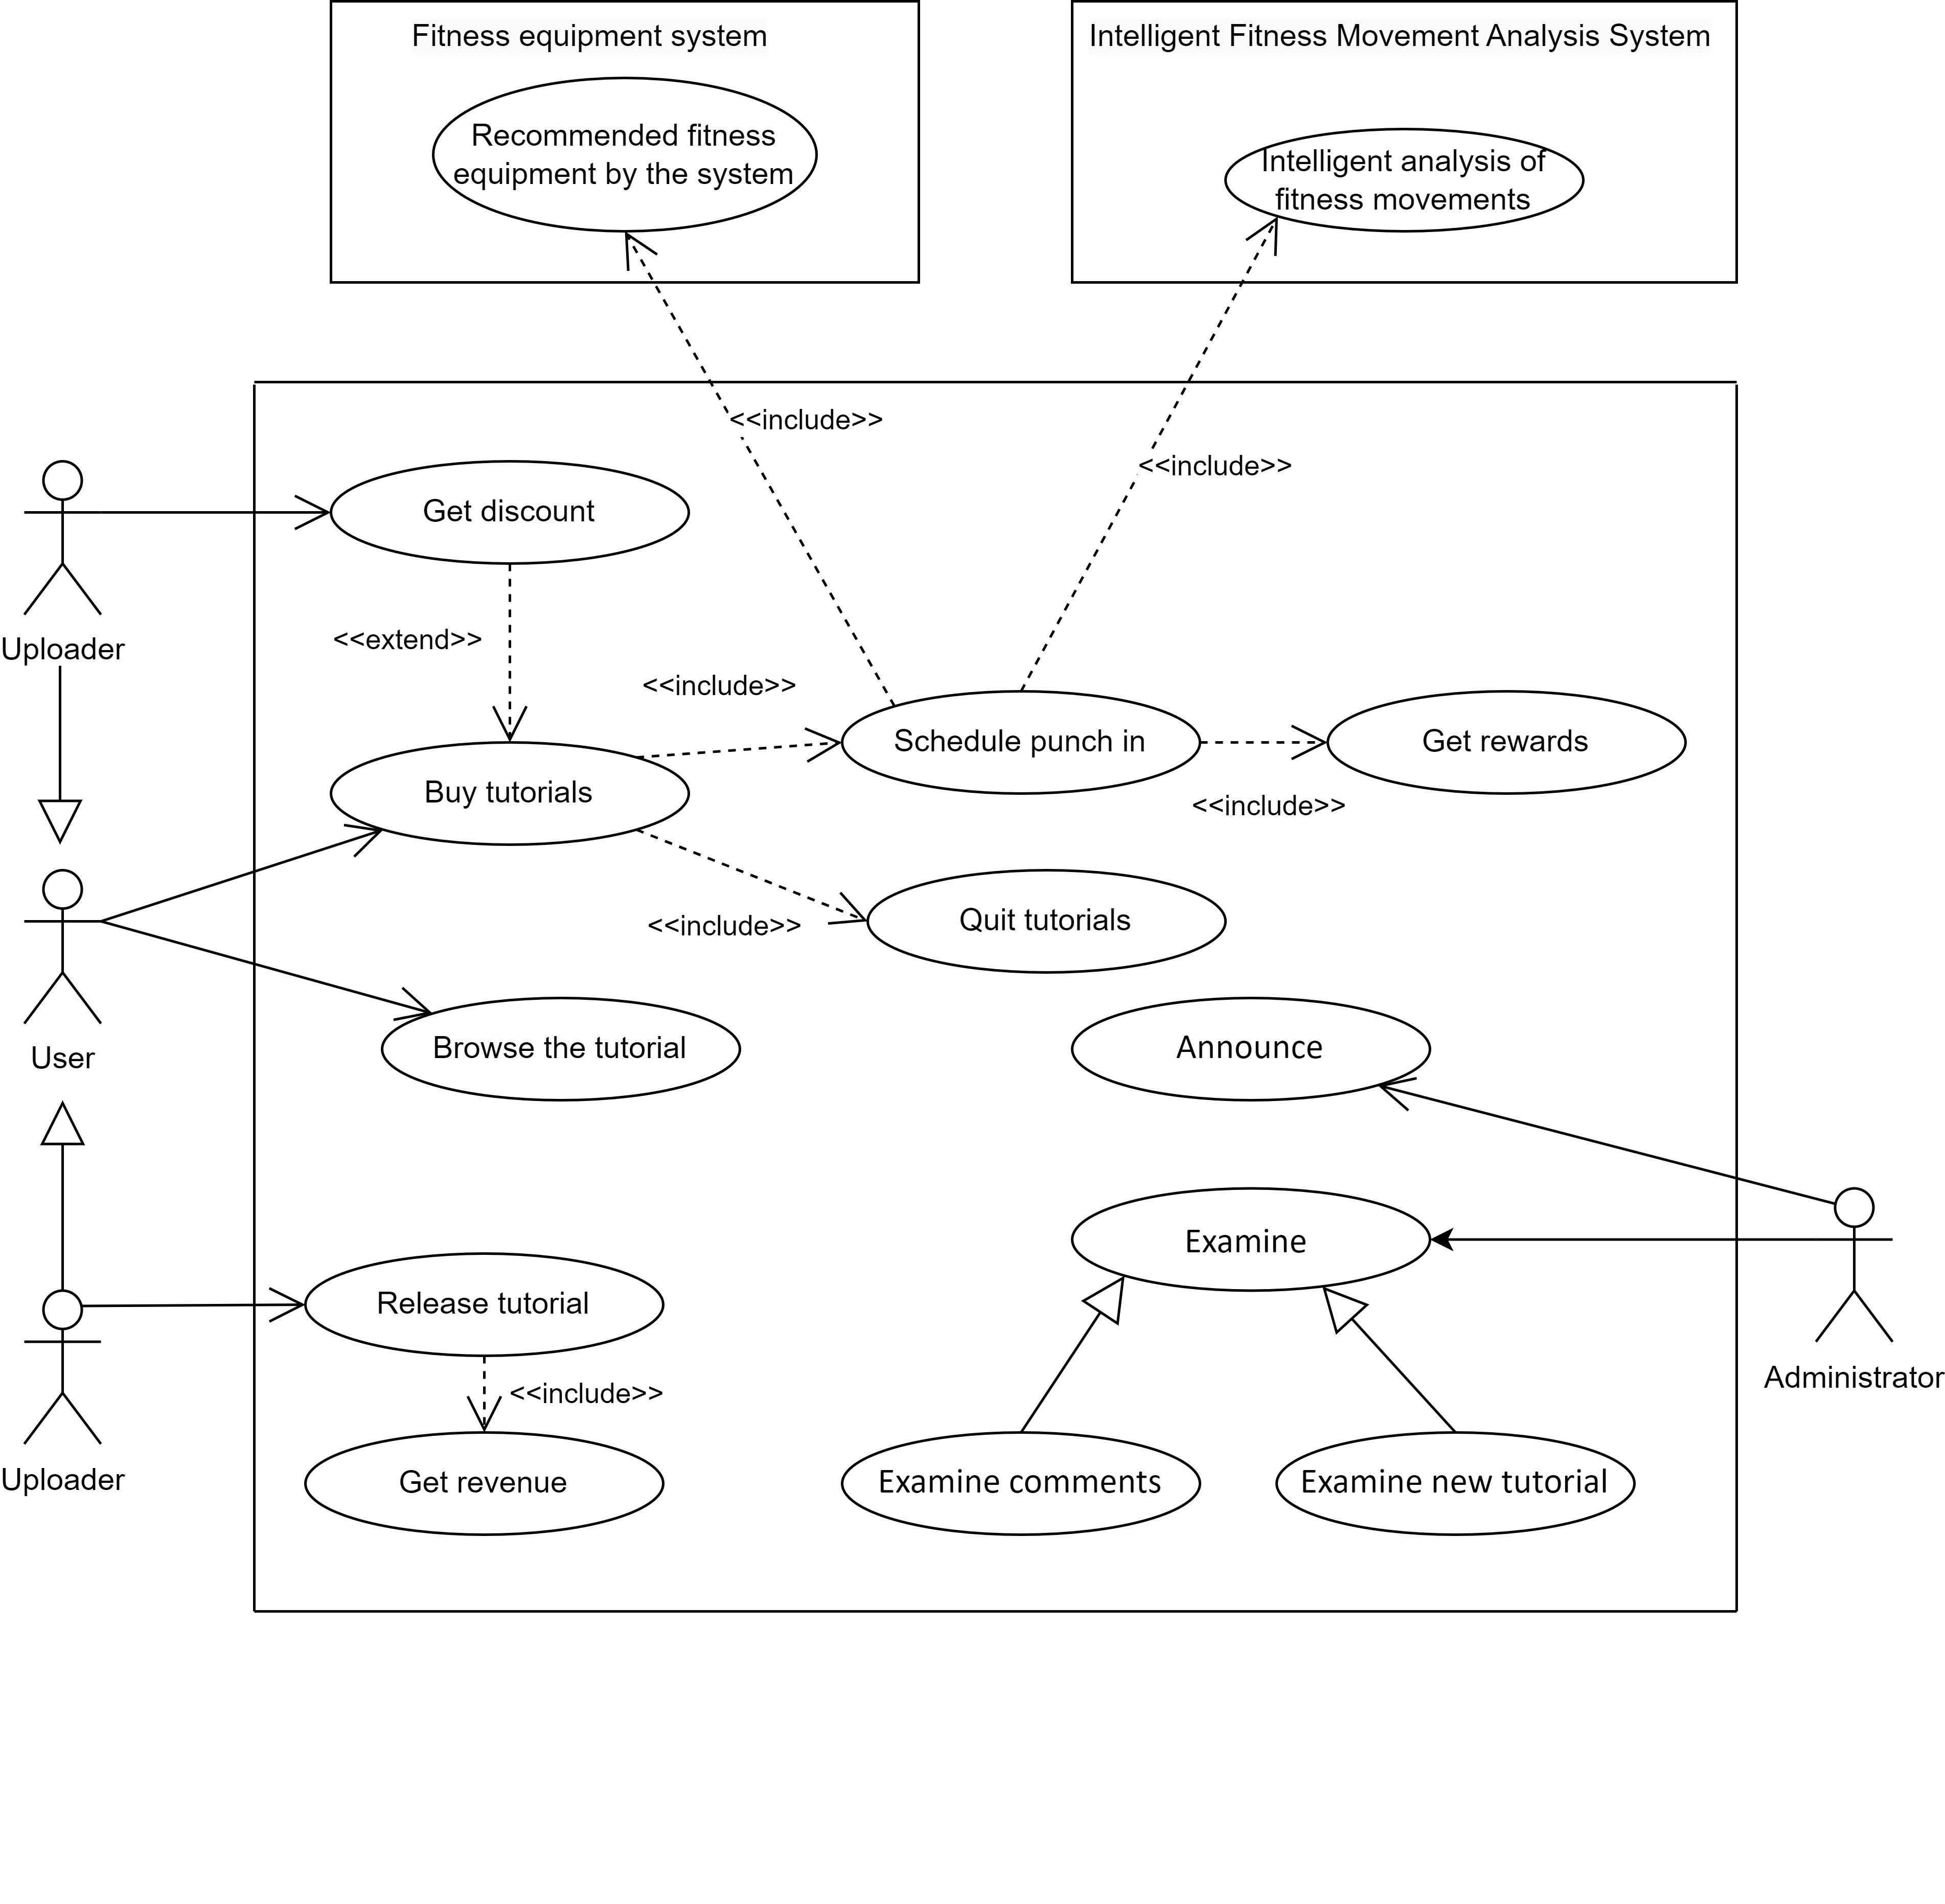 Fitness equipment system
Intelligent Fitness Movement Analysis System
Recommended fitness
equipment by the system
Intelligent analysis of
fitness movements
<<include>>
<<include>>
Get discount
Uploader
<<extend>>
<<include>>
Schedule punch in
Get rewards
Buy tutorials
<<include>>
Quit tutorials
<<include>>
User
Browse the tutorial
Announce
Examine
Release tutorial
Administrator
<<include>>
Uploader
Get revenue
Examine comments
Examine new tutorial